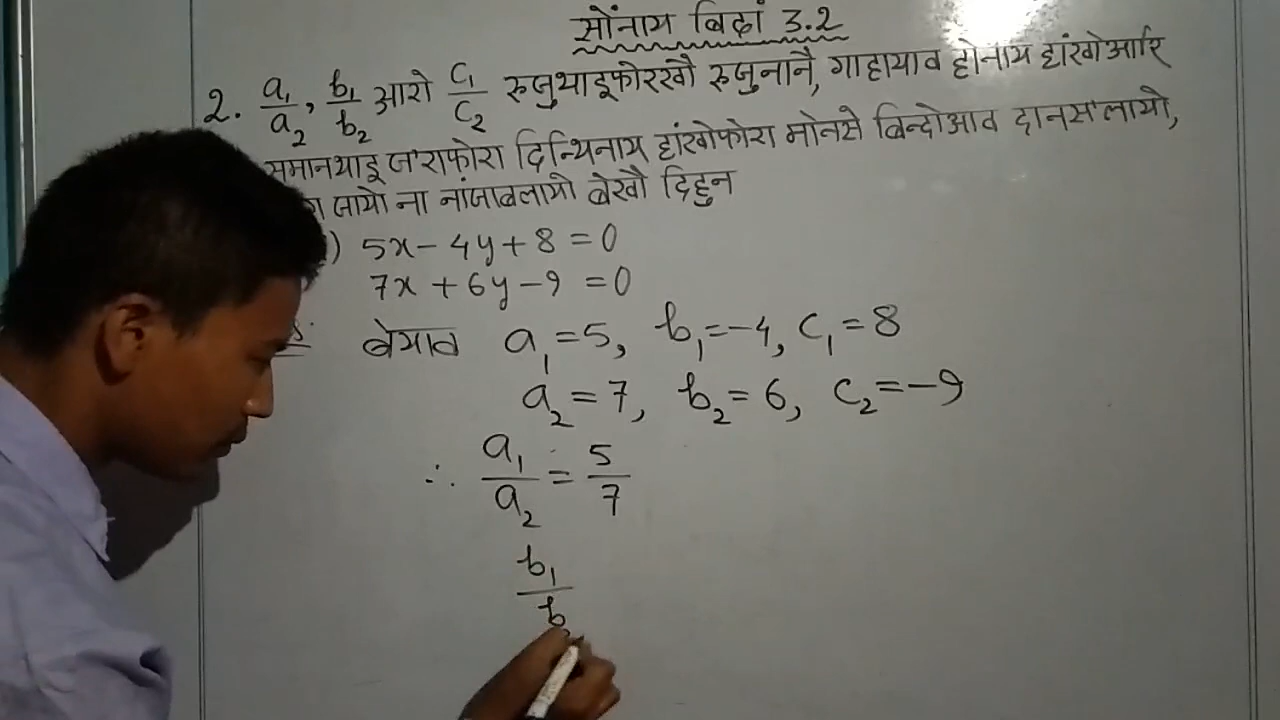 सोंनाय बिदां 3.2
2. a₁/a₂, b₁/b₂ आरो c₁/c₂ रुजुथाइफोरखौ रुजुनानै, गाहायाव होनाय हांखोआरि
समानथाइ ज'राफोरा दिन्थिनाय हांखोफोरा मोनसे बिन्दोआव दानस'लायो,
जायो ना नांजाबलायो बेखौ दिहुन
) 5x - 4y + 8 = 0
7x + 6y - 9 = 0
बेयाव a₁ = 5, b₁ = -4, c₁ = 8
a₂ = 7, b₂ = 6, c₂ = -9
∴ a₁/a₂ = 5/7
b₁/b